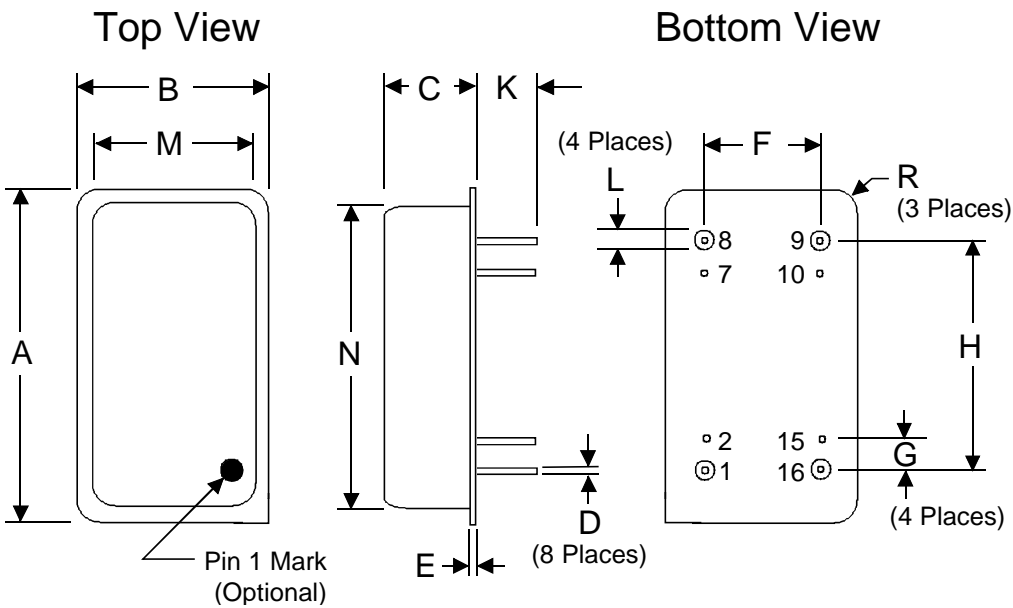 Top View
Bottom View
B
C
K
M
(4 Places)
F
L
R
(3 Places)
8
9
7
10
A
N
H
2
15
G
1
16
D
(4 Places)
(8 Places)
E
Pin 1 Mark
(Optional)